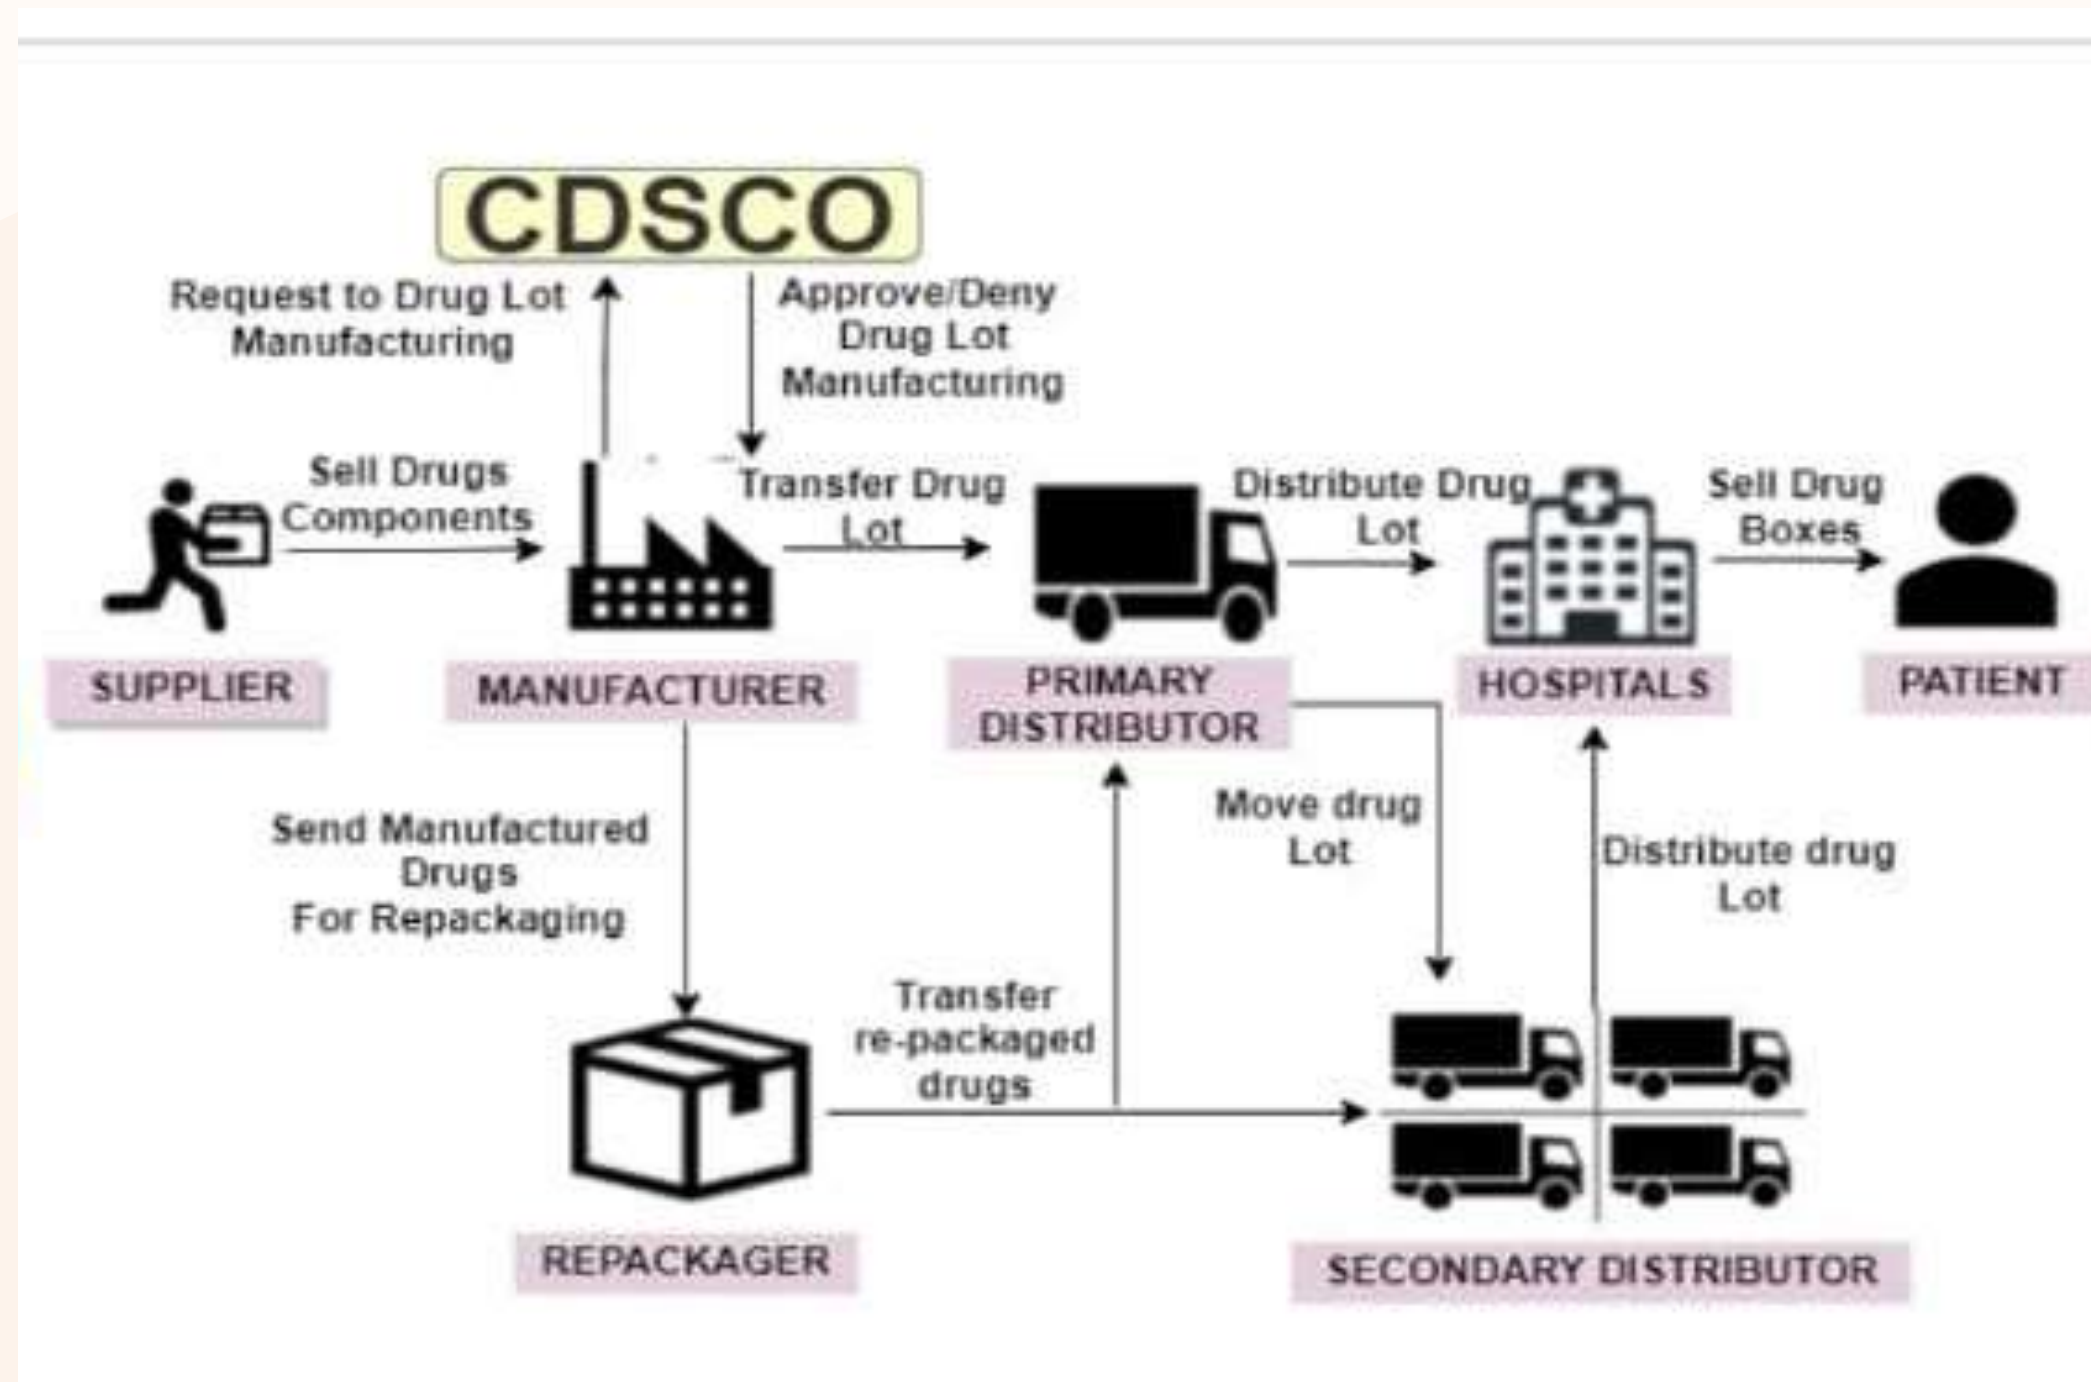 CDSCO
Request to Drug Lot
Manufacturing
Approve/Deny
Drug Lot
Manufacturing
Sell Drugs
Components
Transfer Drug
Lot
Distribute Drug
Lot
Sell Drug
Boxes
SUPPLIER
MANUFACTURER
PRIMARY
DISTRIBUTOR
HOSPITALS
PATIENT
Send Manufactured
Drugs
For Repackaging
Move drug
Lot
Distribute drug
Lot
Transfer
re-packaged
drugs
REPACKAGER
SECONDARY DISTRIBUTOR